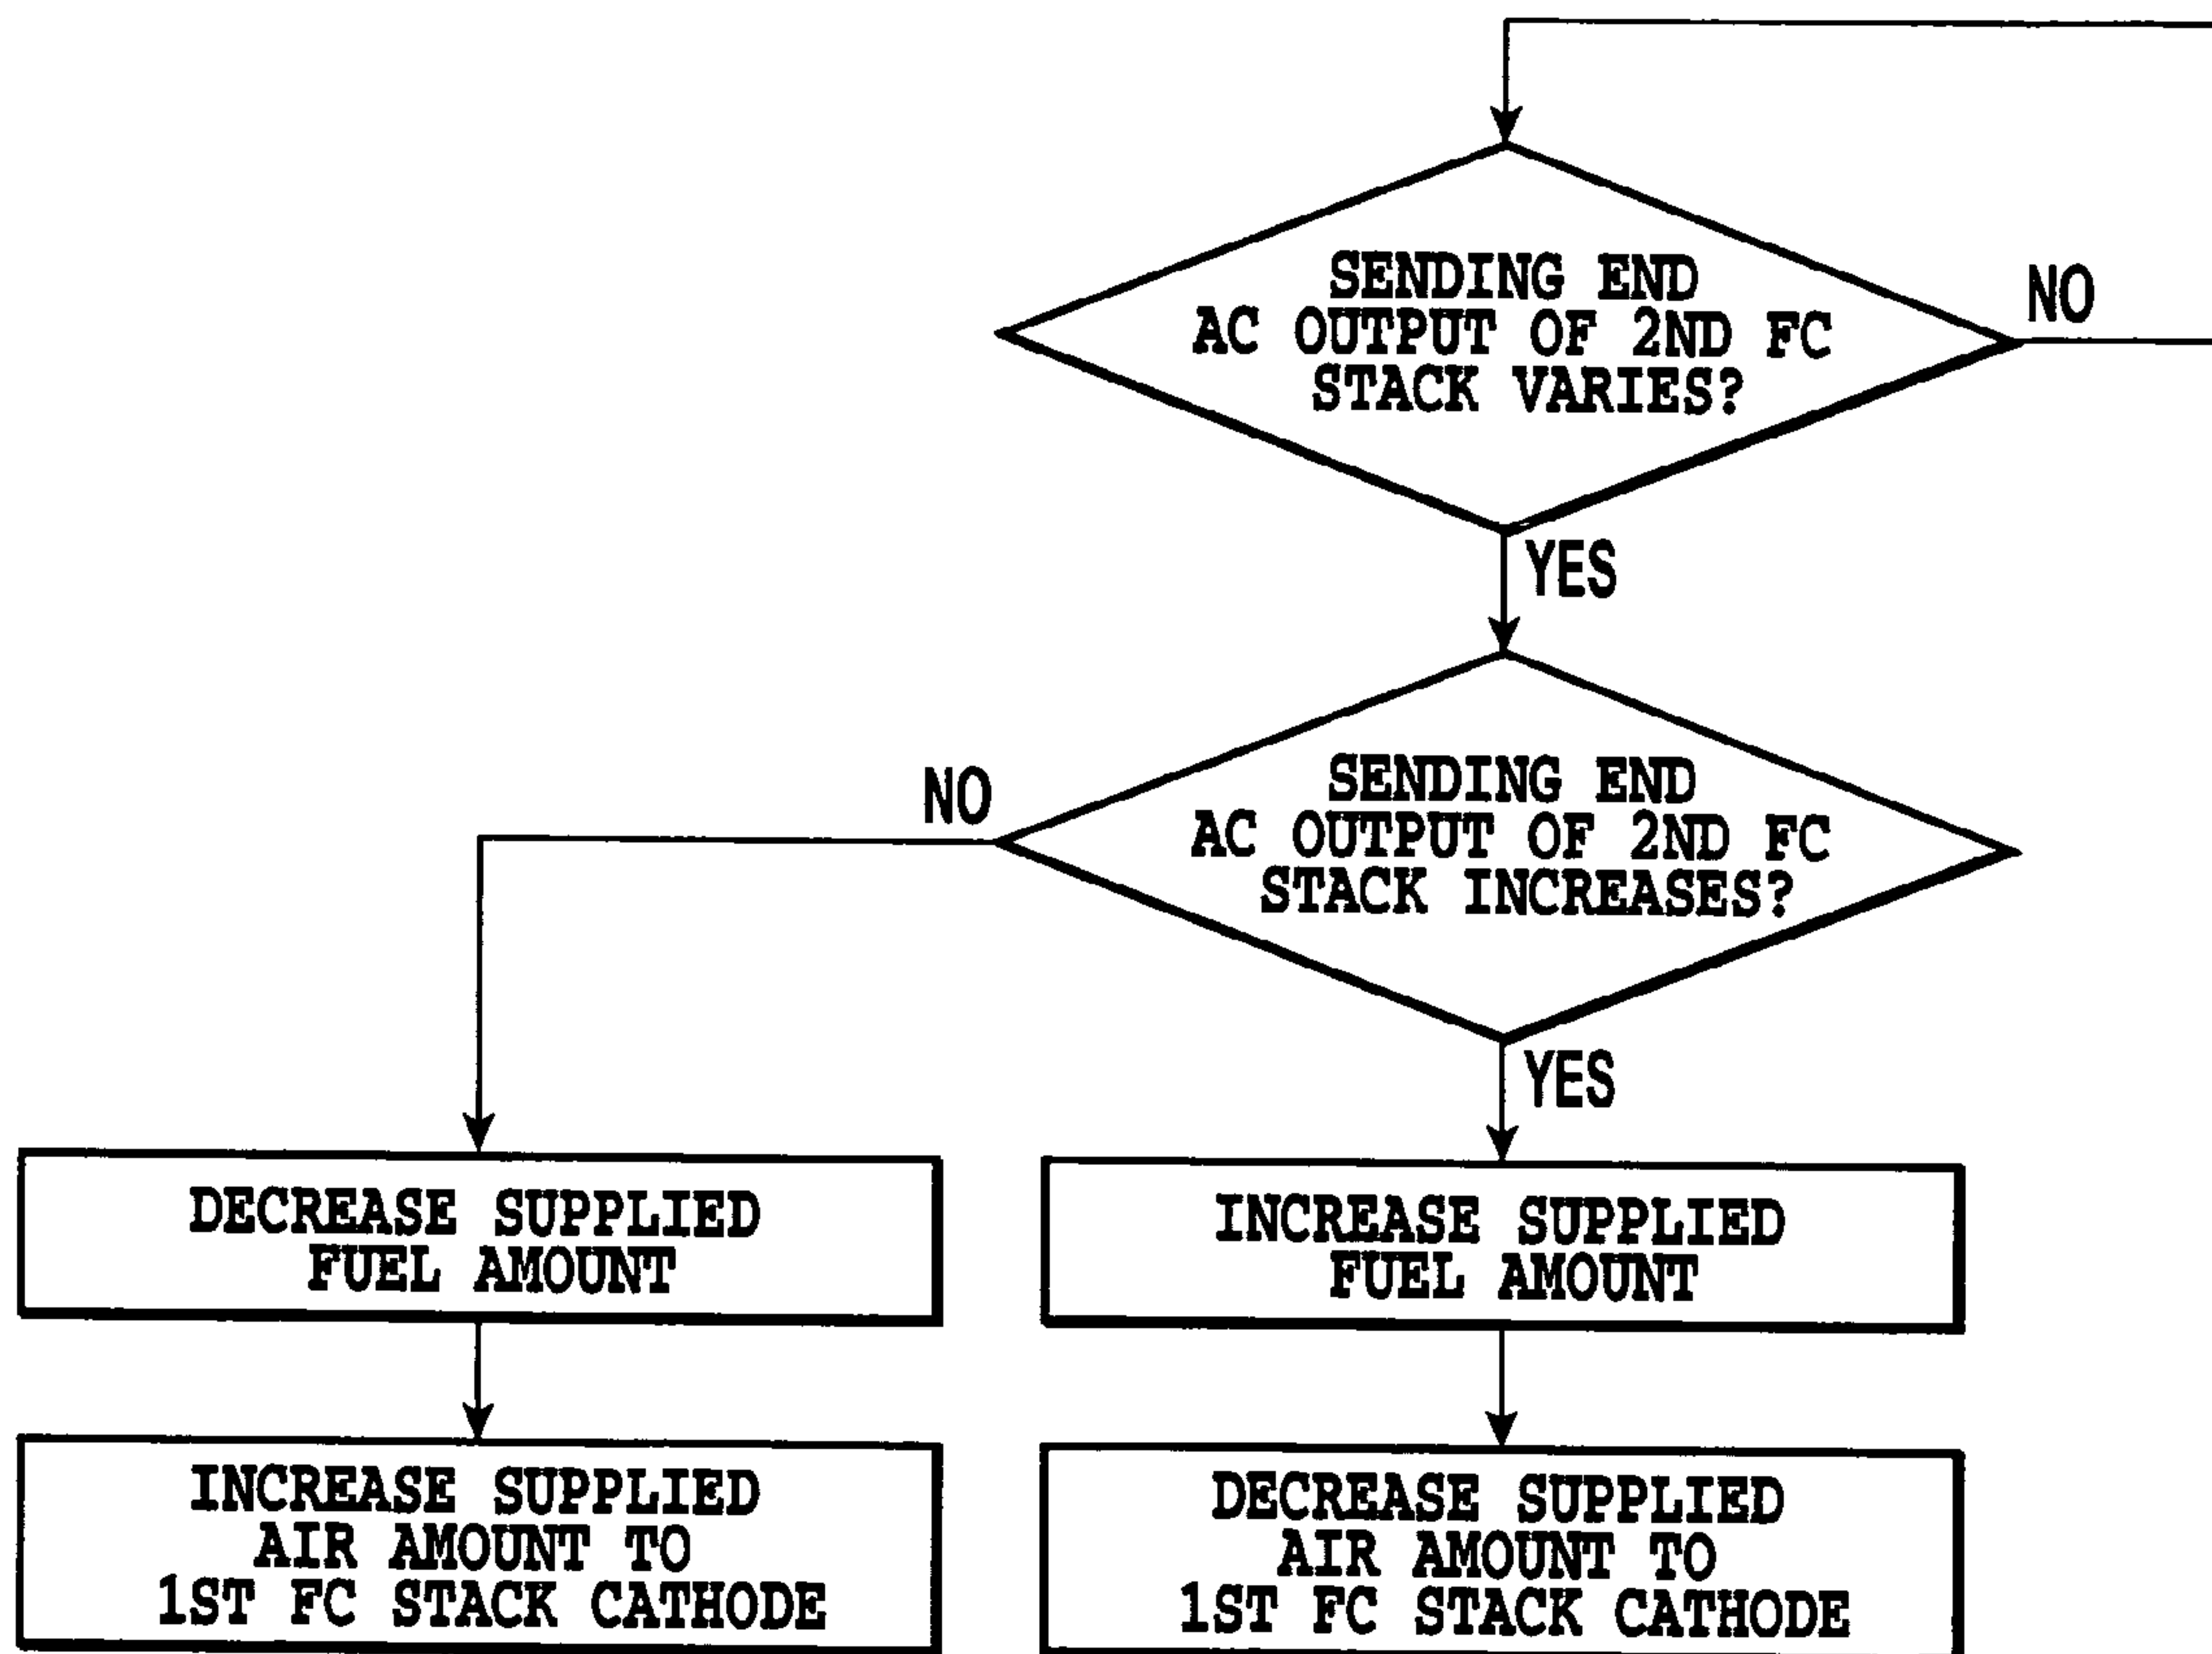 SENDING END
AC OUTPUT OF 2ND FC
STACK VARIES?
NO
YES
SENDING END
AC OUTPUT OF 2ND FC
STACK INCREASES?
NO
YES
DECREASE SUPPLIED
FUEL AMOUNT
INCREASE SUPPLIED
FUEL AMOUNT
INCREASE SUPPLIED
AIR AMOUNT TO
1ST FC STACK CATHODE
DECREASE SUPPLIED
AIR AMOUNT TO
1ST FC STACK CATHODE